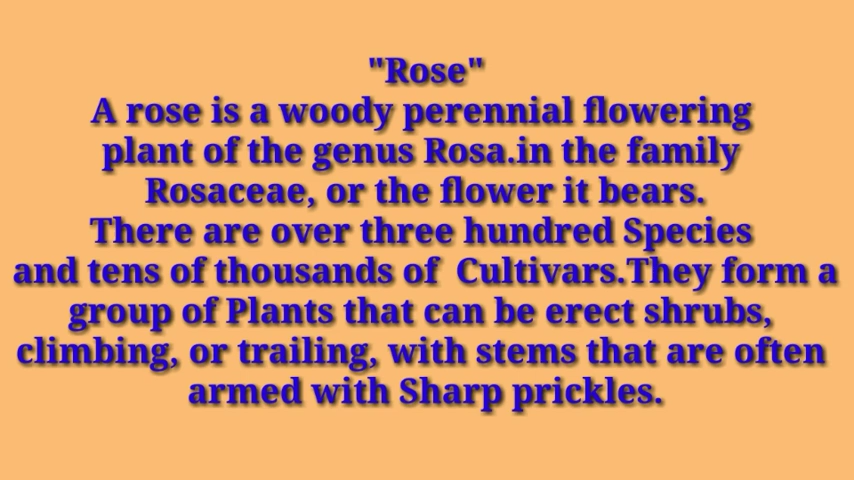 "Rose"
A rose is a woody perennial flowering
plant of the genus Rosa.in the family
Rosaceae, or the flower it bears.
There are over three hundred Species
and tens of thousands of  Cultivars.They form a
group of Plants that can be erect shrubs,
climbing, or trailing, with stems that are often
armed with Sharp prickles.